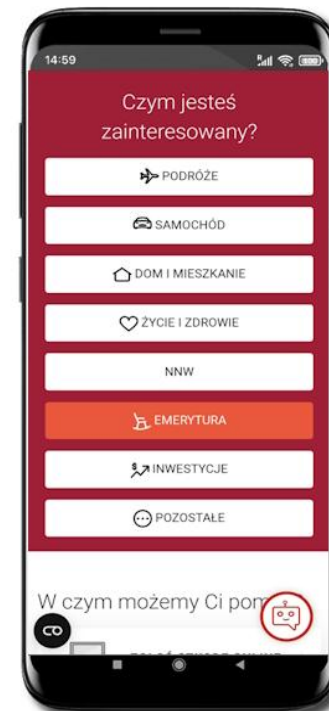 14:59
Czym jesteś
zainteresowany?
PODRÓŻE
SAMOCHÓD
DOM I MIESZKANIE
ŻYCIE I ZDROWIE
NNW
EMERYTURA
INWESTYCJE
POZOSTAŁE
W czym możemy Ci pom